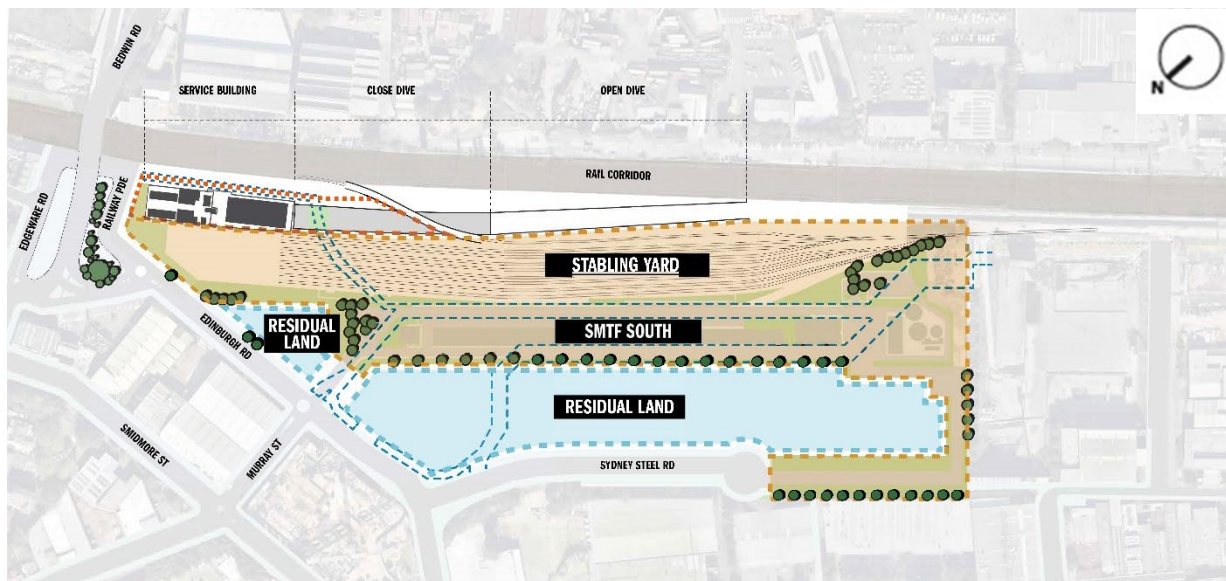 BEDWIN RD
N
SERVICE BUILDING
CLOSE DIVE
OPEN DIVE
RAIL CORRIDOR
EDGEWARE RD
RAILWAY PDE
STABLING YARD
RESIDUAL
LAND
SMTF SOUTH
EDINBURGH RD
RESIDUAL LAND
SMIDMORE ST
MURRAY ST
SYDNEY STEEL RD